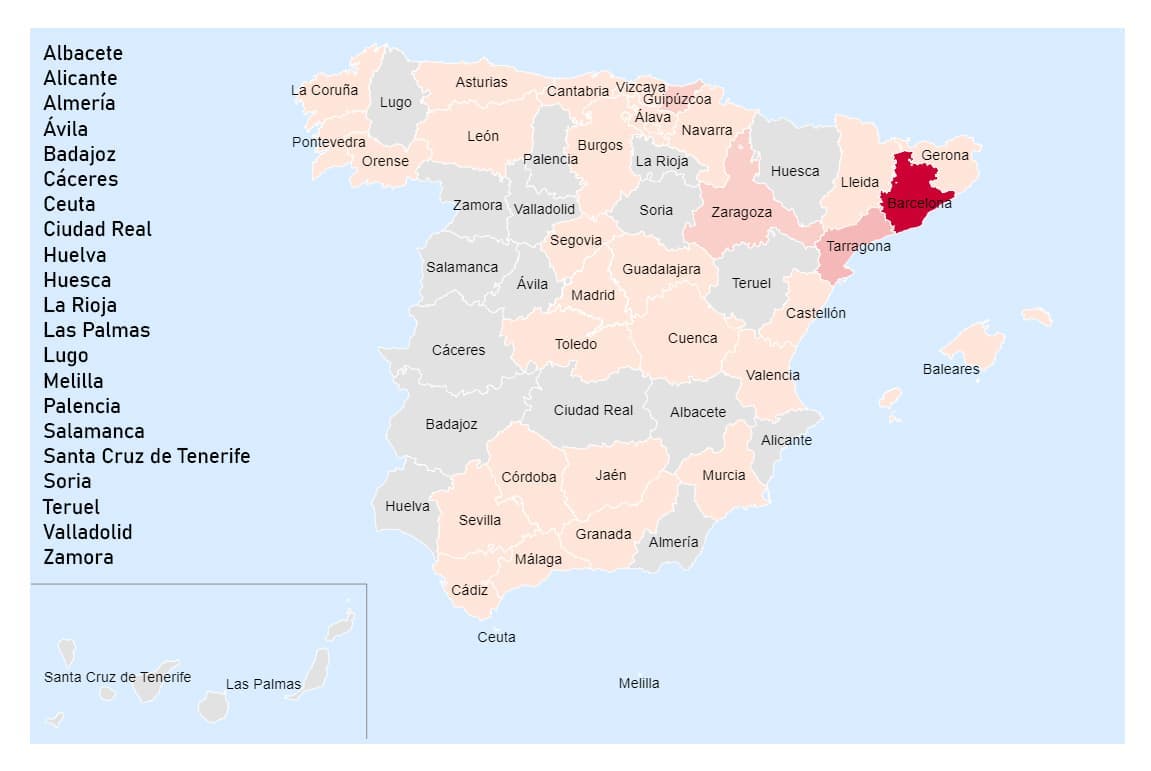 Albacete
Alicante
Almería
Ávila
Badajoz
Cáceres
Ceuta
Ciudad Real
Huelva
Huesca
La Rioja
Las Palmas
Lugo
Melilla
Palencia
Salamanca
Santa Cruz de Tenerife
Soria
Teruel
Valladolid
Zamora
La Coruña
Lugo
Asturias
Cantabria
Vizcaya
Guipúzcoa
Álava
Navarra
Pontevedra
Orense
León
Palencia
Burgos
La Rioja
Huesca
Lleida
Gerona
Barcelona
Zamora
Valladolid
Soria
Zaragoza
Tarragona
Segovia
Salamanca
Ávila
Madrid
Guadalajara
Teruel
Castellón
Cáceres
Toledo
Cuenca
Valencia
Baleares
Badajoz
Ciudad Real
Albacete
Alicante
Huelva
Córdoba
Jaén
Murcia
Sevilla
Granada
Almería
Málaga
Cádiz
Ceuta
Melilla
Santa Cruz de Tenerife
Las Palmas